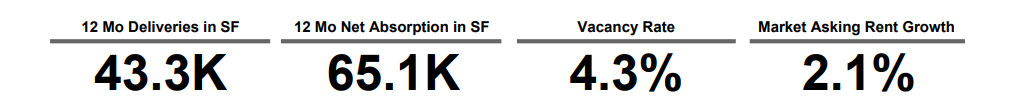 12 Mo Deliveries in SF 12 Mo Net Absorption in SF Vacancy Rate Market Asking Rent Growth
43.3K 65.1K 4.3% 2.1%